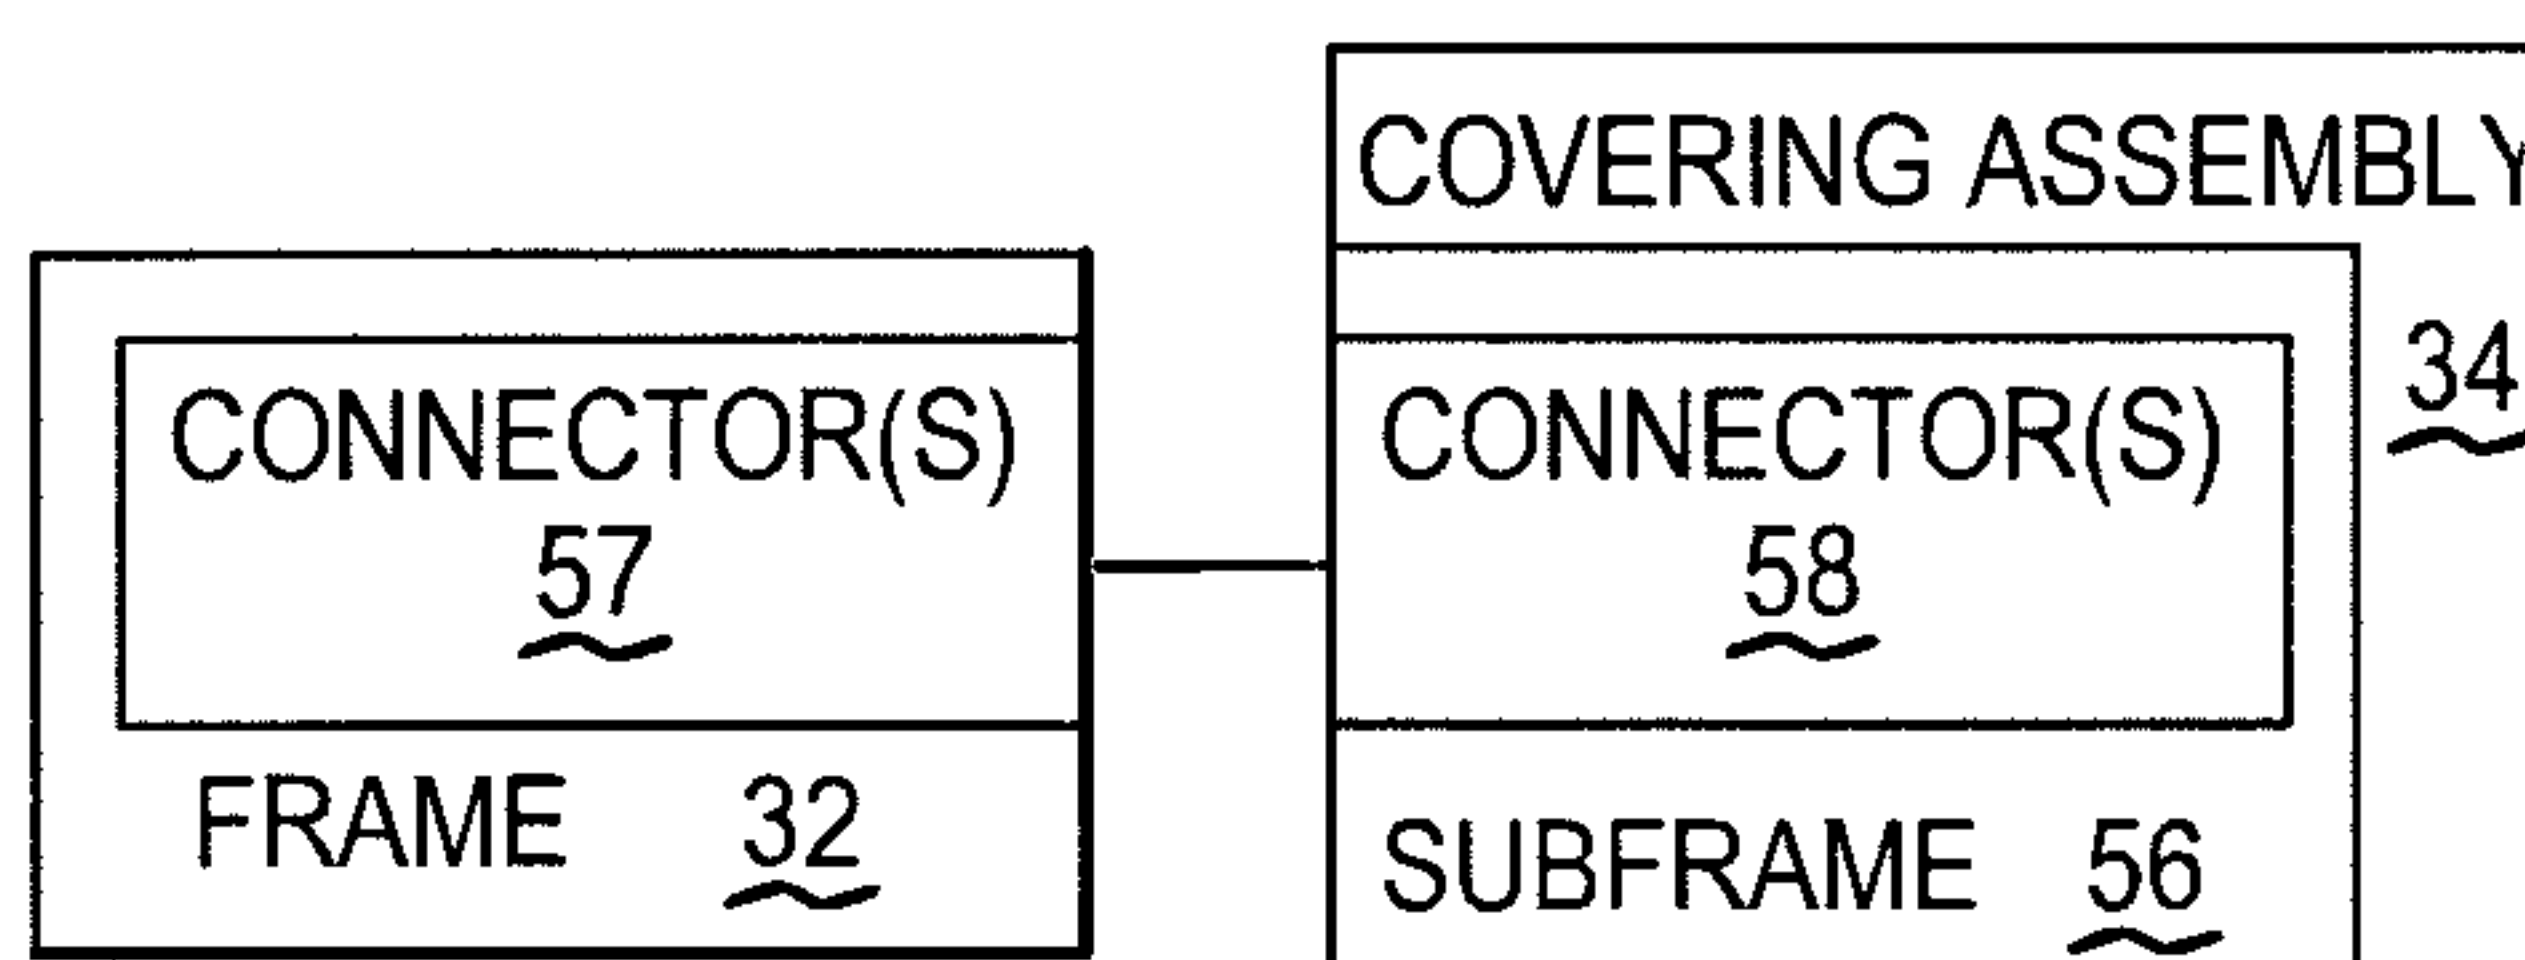 COVERING ASSEMBLY
34
CONNECTOR(S)
57
FRAME 32
CONNECTOR(S)
58
SUBFRAME 56